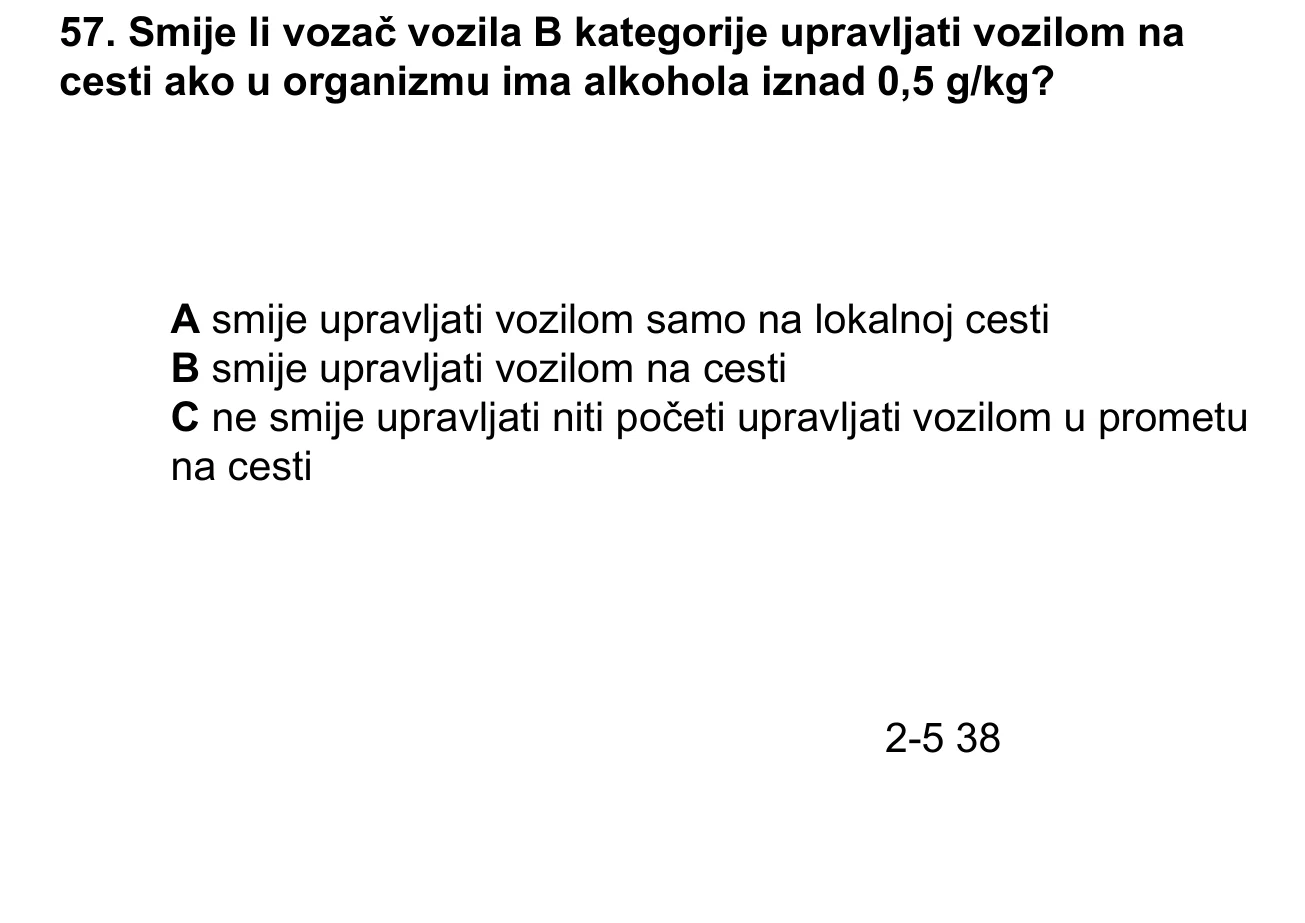 57. Smije li vozač vozila B kategorije upravljati vozilom na
cesti ako u organizmu ima alkohola iznad 0,5 g/kg?
A smije upravljati vozilom samo na lokalnoj cesti
B smije upravljati vozilom na cesti
C ne smije upravljati niti početi upravljati vozilom u prometu
na cesti
2-5 38